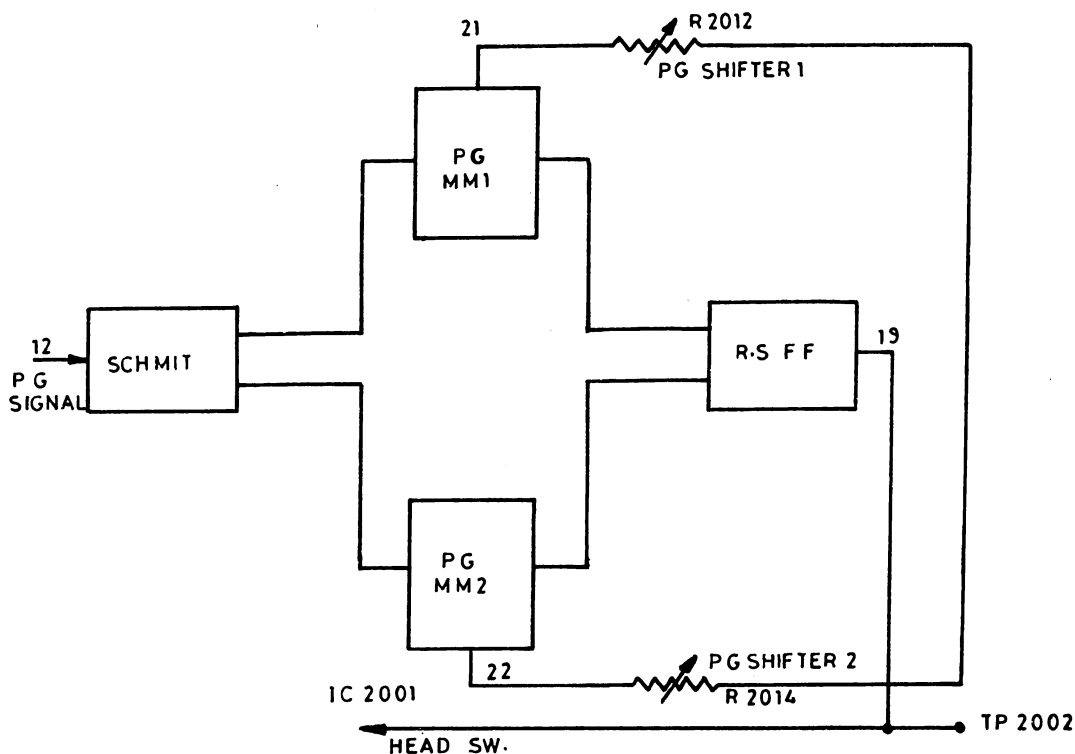 21
R 2012
PG SHIFTER 1
PG
MM1
12
PG
SIGNAL
SCHMIT
R.S FF
19
PG
MM2
22
PG SHIFTER 2
R 2014
IC 2001
HEAD SW.
TP 2002